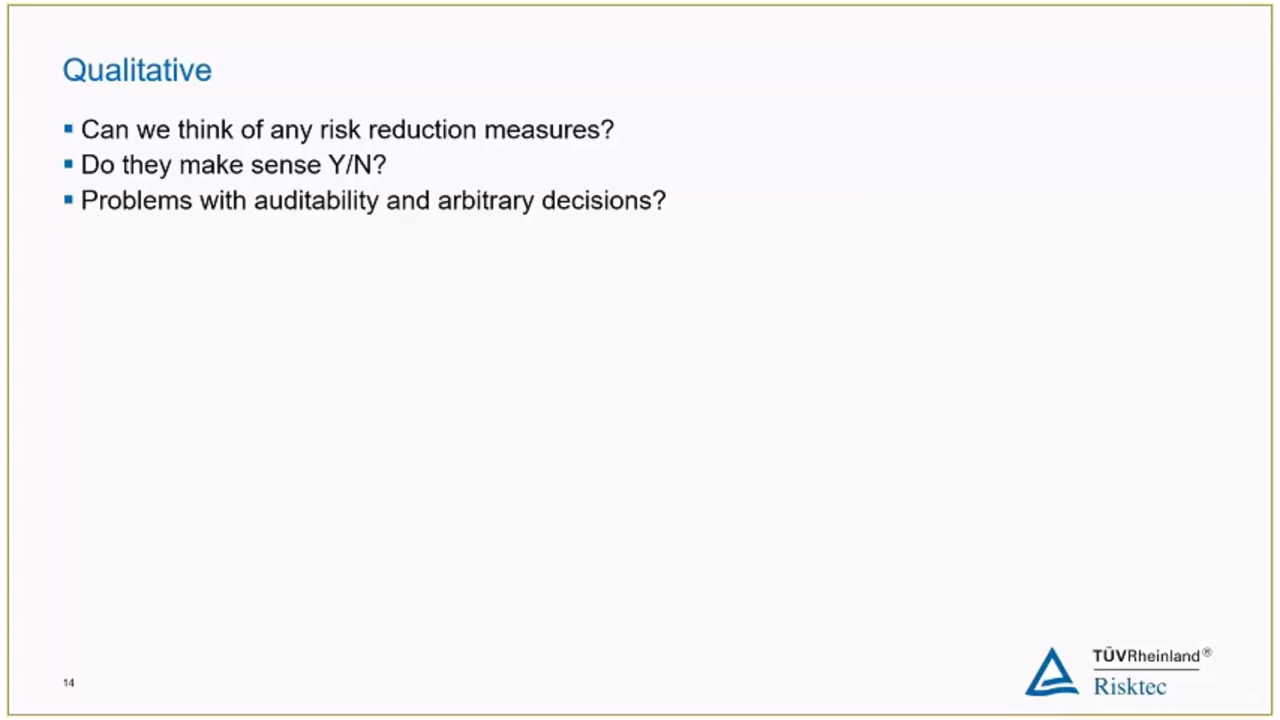 Qualitative
▪ Can we think of any risk reduction measures?
▪ Do they make sense Y/N?
▪ Problems with auditability and arbitrary decisions?
14
TÜVRheinland®
Risktec